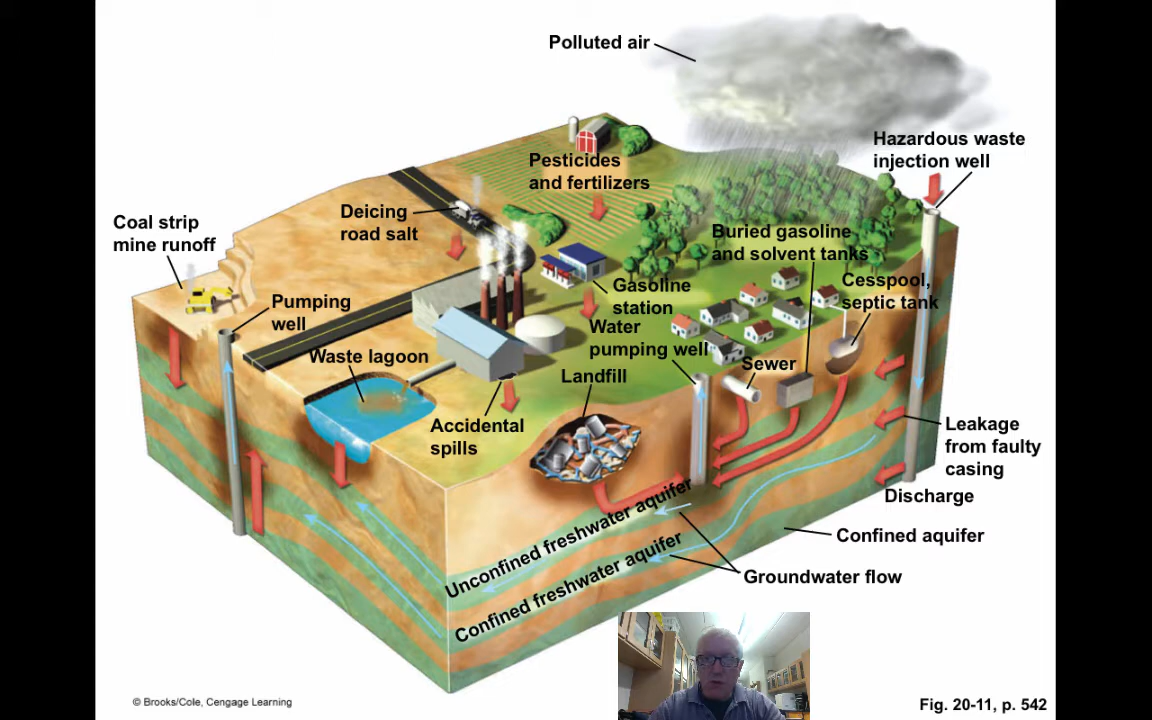 Polluted air
Hazardous waste
injection well
Pesticides
and fertilizers
Deicing
road salt
Coal strip
mine runoff
Buried gasoline
and solvent tanks
Gasoline
station
Cesspool,
septic tank
Pumping
well
Water
pumping well
Waste lagoon
Sewer
Landfill
Accidental
spills
Leakage
from faulty
casing
Discharge
Unconfined freshwater aquifer
Confined aquifer
Confined freshwater aquifer
Groundwater flow
© Brooks/Cole, Cengage Learning
Fig. 20-11, p. 542